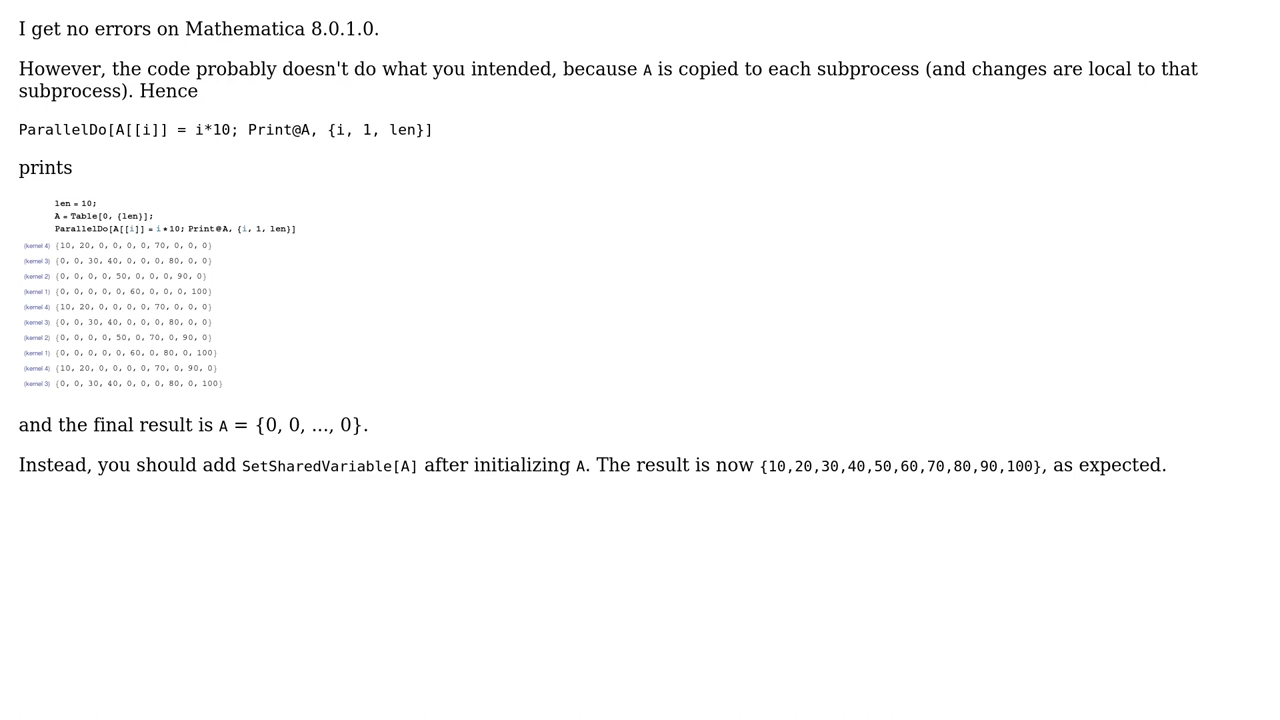 I get no errors on Mathematica 8.0.1.0.
However, the code probably doesn't do what you intended, because A is copied to each subprocess (and changes are local to that
subprocess). Hence
ParallelDo[A[[i]] = i*10; Print@A, {i, 1, len}]
prints
len = 10;
A = Table[0, {len}];
ParallelDo[A[[i]] = i*10; Print@A, {i, 1, len}]
(kernel 4) {10, 20, 0, 0, 0, 0, 70, 0, 0, 0}
(kernel 3) {0, 0, 30, 40, 0, 0, 0, 80, 0, 0}
(kernel 2) {0, 0, 0, 0, 50, 0, 0, 0, 90, 0}
(kernel 1) {0, 0, 0, 0, 0, 60, 0, 0, 0, 100}
(kernel 4) {10, 20, 0, 0, 0, 0, 70, 0, 0, 0}
(kernel 3) {0, 0, 30, 40, 0, 0, 0, 80, 0, 0}
(kernel 2) {0, 0, 0, 0, 50, 0, 70, 0, 90, 0}
(kernel 1) {0, 0, 0, 0, 0, 60, 0, 80, 0, 100}
(kernel 4) {10, 20, 0, 0, 0, 0, 70, 0, 90, 0}
(kernel 3) {0, 0, 30, 40, 0, 0, 0, 80, 0, 100}
and the final result is A = {0, 0, ..., 0}.
Instead, you should add SetSharedVariable[A] after initializing A. The result is now {10,20,30,40,50,60,70,80,90,100}, as expected.